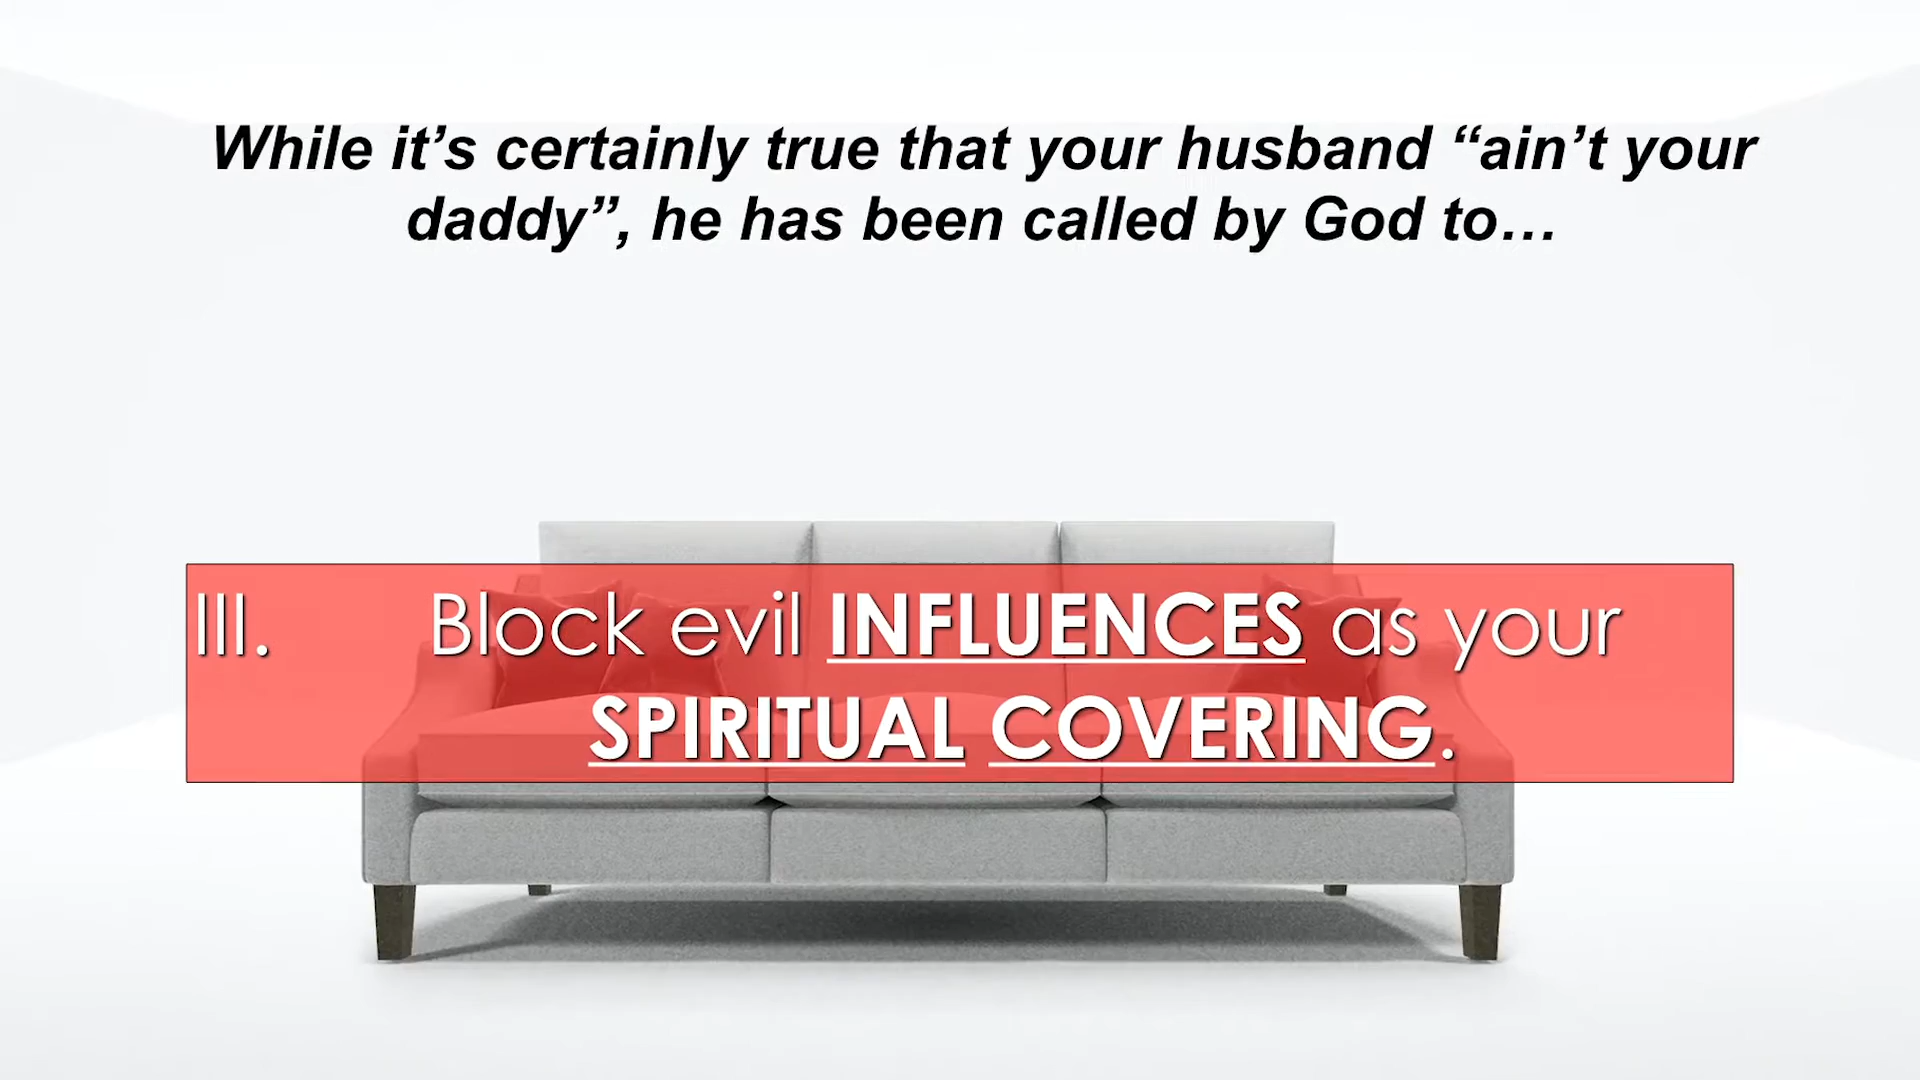 While it’s certainly true that your husband “ain’t your
daddy”, he has been called by God to…
III. Block evil INFLUENCES as your
SPIRITUAL COVERING.